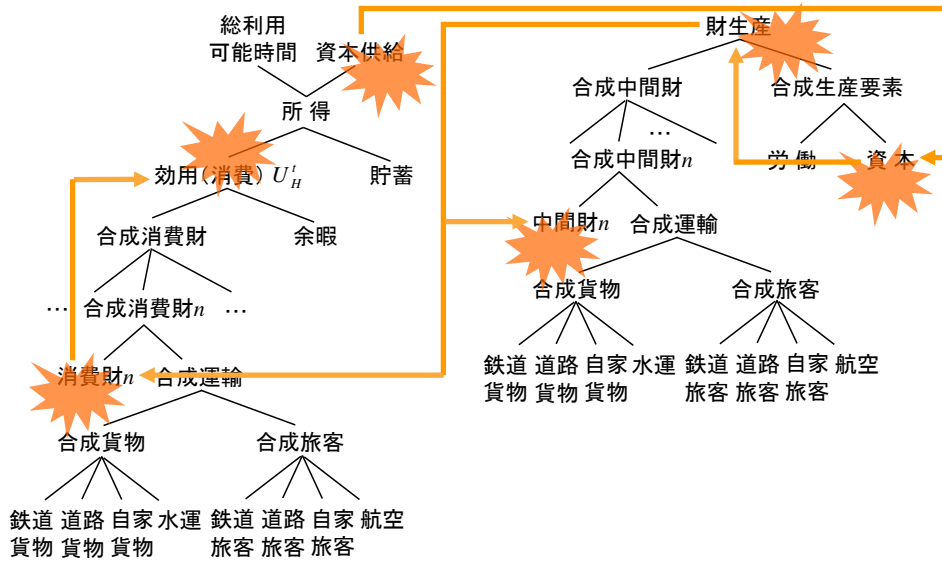 総利用
可能時間
資本供給
所 得
効用(消費) U_H^t
貯蓄
合成消費財
余暇
…
合成消費財n
…
消費財n
合成運輸
合成貨物
合成旅客
鉄道
貨物
道路
貨物
自家
貨物
水運
鉄道
旅客
道路
旅客
自家
旅客
航空
財生産
合成中間財
合成生産要素
…
合成中間財n
労 働
資 本
中間財n
合成運輸
合成貨物
合成旅客
鉄道
貨物
道路
貨物
自家
貨物
水運
鉄道
旅客
道路
旅客
自家
旅客
航空